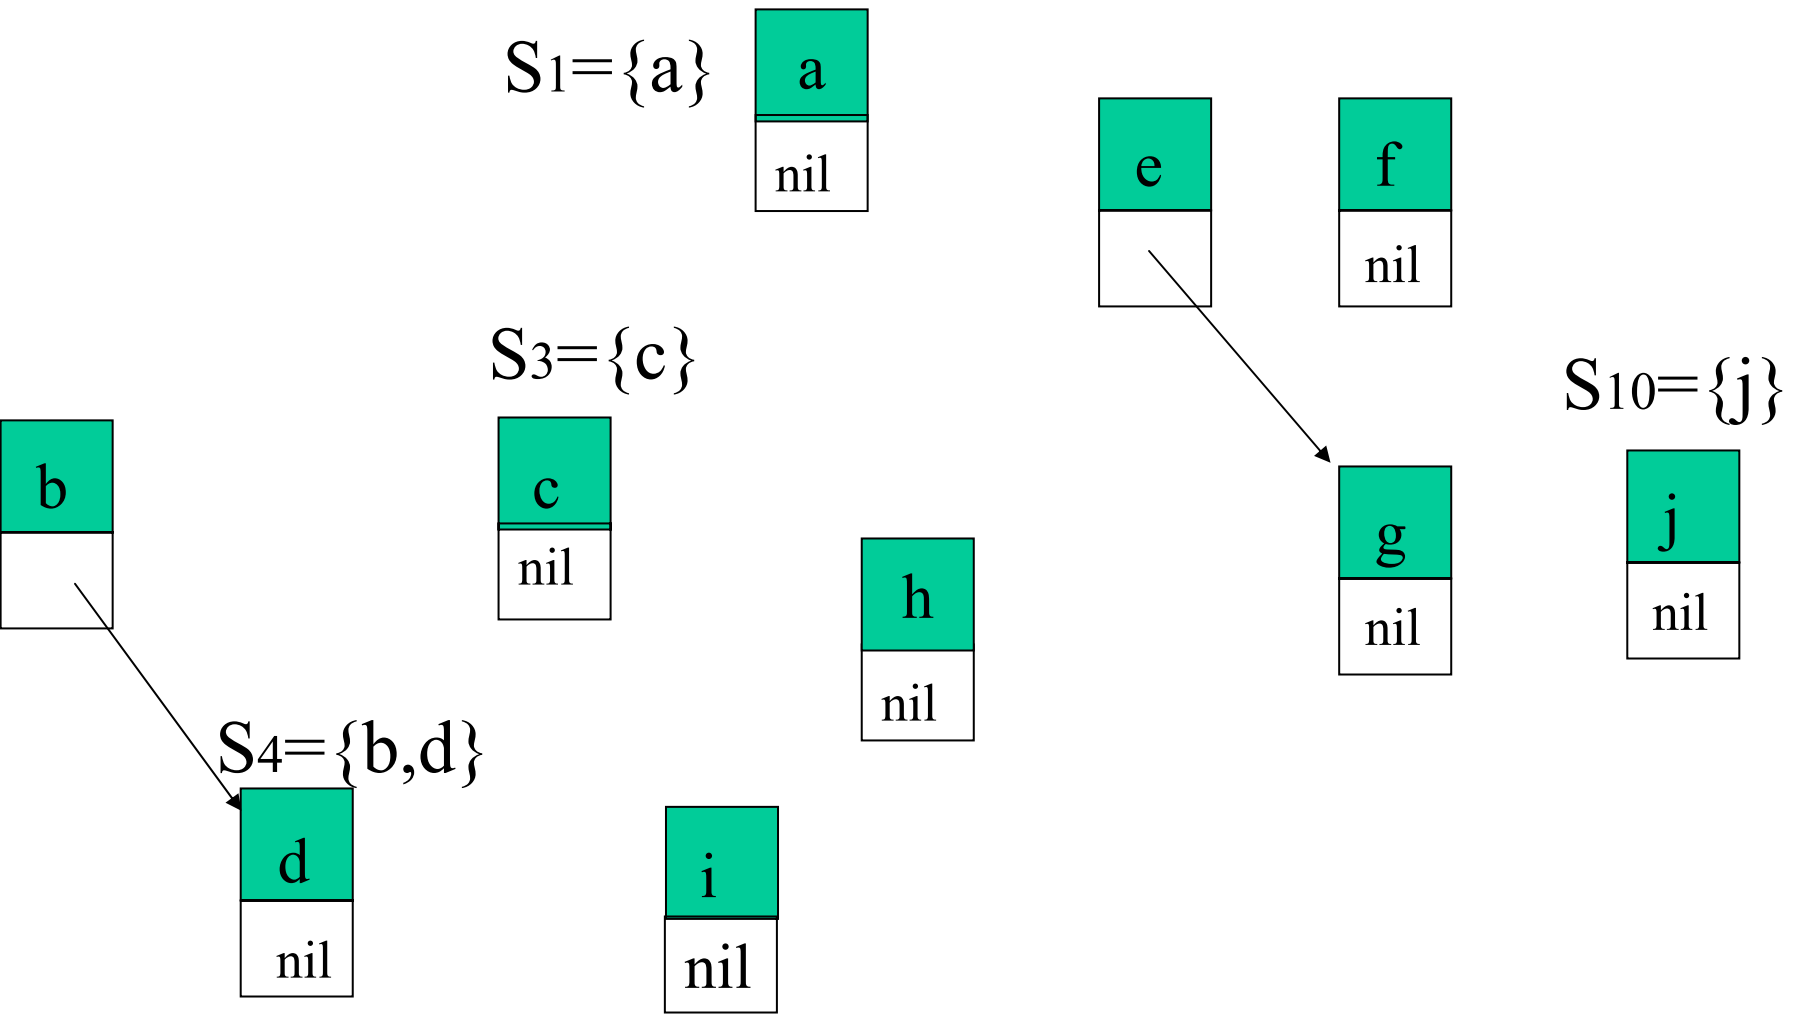 S1={a}
a
nil
e
f
nil
S3={c}
S10={j}
b
c
nil
g
nil
j
nil
h
nil
S4={b,d}
d
nil
i
nil